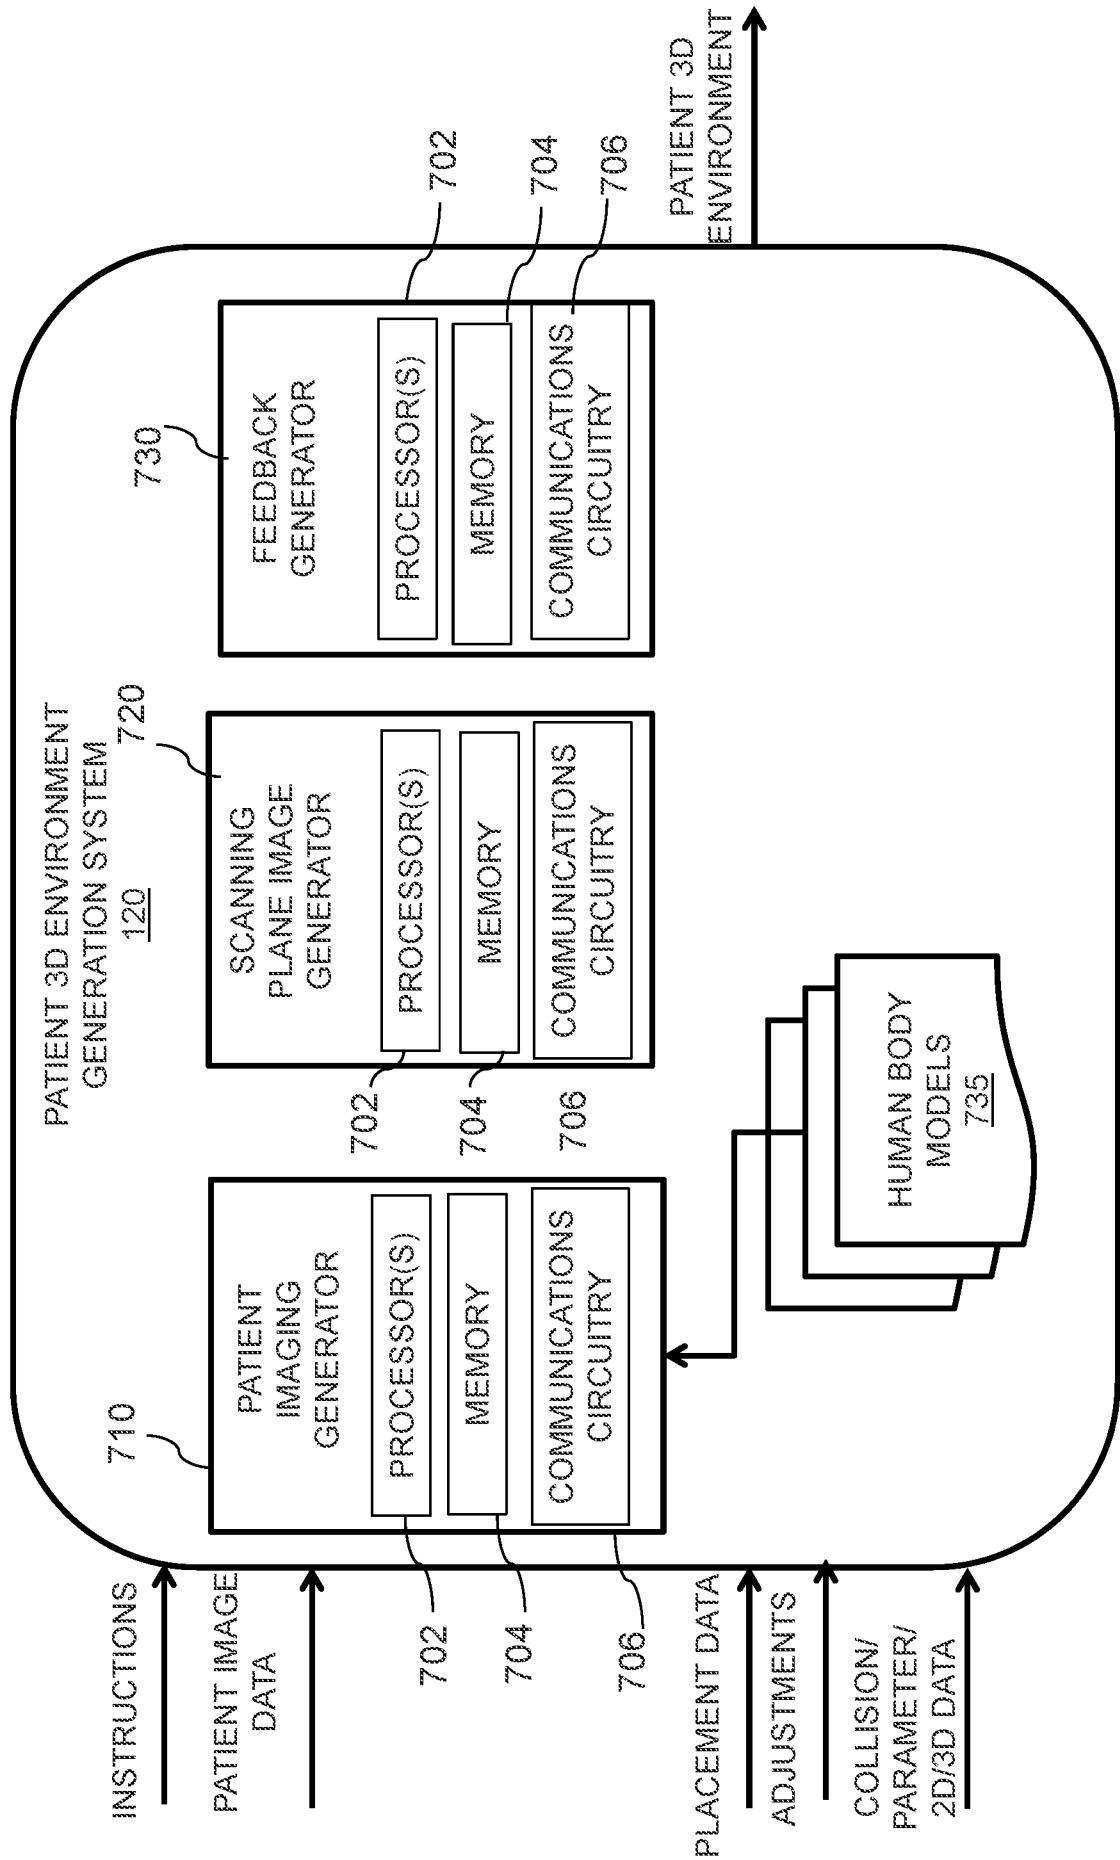 PATIENT 3D ENVIRONMENT
GENERATION SYSTEM
120
INSTRUCTIONS
PATIENT IMAGE
DATA
PLACEMENT DATA
ADJUSTMENTS
COLLISION/
PARAMETER/
2D/3D DATA
710
PATIENT
IMAGING
GENERATOR
PROCESSOR(S)
MEMORY
COMMUNICATIONS
CIRCUITRY
702
704
706
720
SCANNING
PLANE IMAGE
GENERATOR
PROCESSOR(S)
MEMORY
COMMUNICATIONS
CIRCUITRY
702
704
706
730
FEEDBACK
GENERATOR
PROCESSOR(S)
MEMORY
COMMUNICATIONS
CIRCUITRY
702
704
706
HUMAN BODY
MODELS
735
PATIENT 3D
ENVIRONMENT